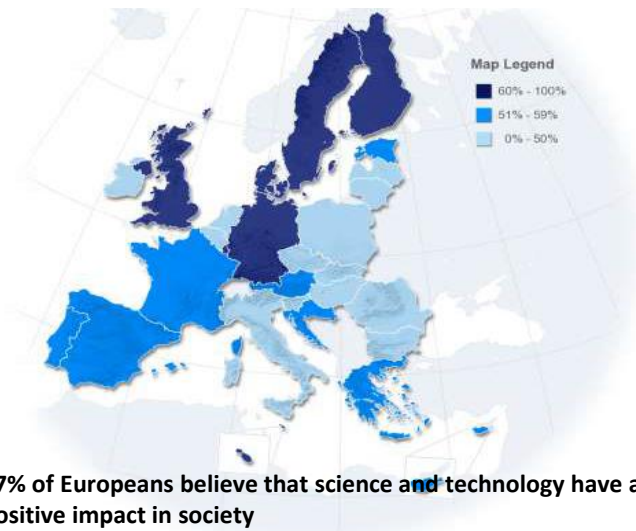 Map Legend
60% - 100%
51% - 59%
0% - 50%
7% of Europeans believe that science and technology have a
ositive impact in society